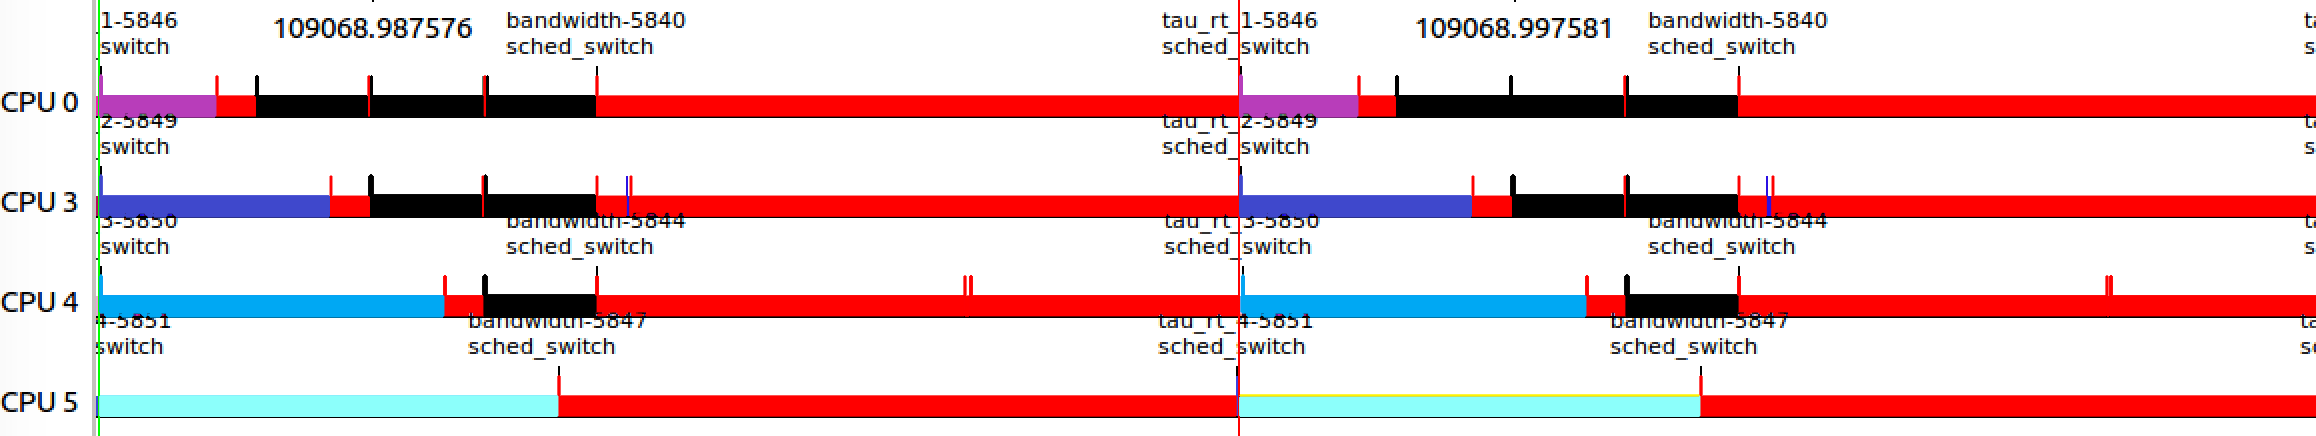 1-5846
switch
109068.987576
bandwidth-5840
sched_switch
tau_rt_1-5846
sched_switch
109068.997581
bandwidth-5840
sched_switch
CPU 0
2-5849
switch
tau_rt_2-5849
sched_switch
CPU 3
3-5850
switch
bandwidth-5844
sched_switch
tau_rt_3-5850
sched_switch
bandwidth-5844
sched_switch
CPU 4
4-5851
switch
bandwidth-5847
sched_switch
tau_rt_4-5851
sched_switch
bandwidth-5847
sched_switch
CPU 5